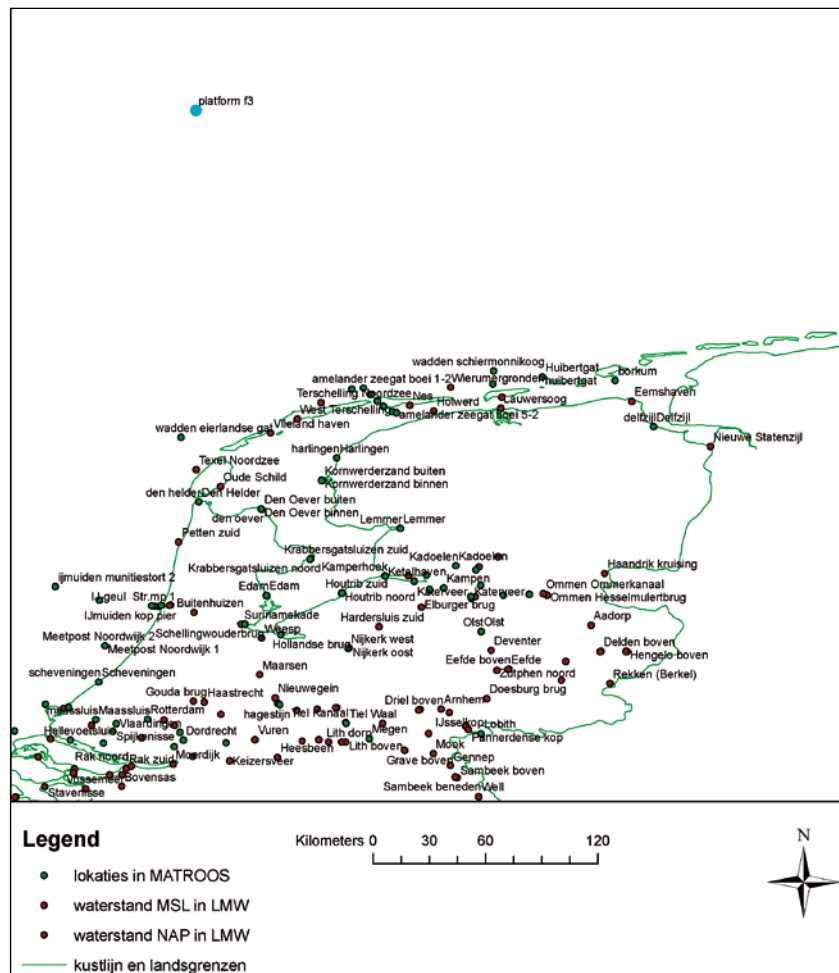 platform f3
wadden schiermonnikoog
Huibertgat
amelander zeegat boei 1-2
Wierumergronden
huibertgat
borkum
Terschelling Noordzee
Nes
Holwerd
Lauwersoog
Eemshaven
West Terschelling
amelander zeegat boei 5-2
wadden eierlandse gat
Vlieland haven
delfzijl
Delfzijl
harlingen
Harlingen
Nieuwe Statenzijl
Texel Noordzee
Kornwerderzand buiten
Oude Schild
Kornwerderzand binnen
den helder
Den Helder
Den Oever buiten
den oever
Den Oever binnen
Lemmer
Lemmer
Petten zuid
Krabbersgatsluizen zuid
Kadoelen
Kadoelen
Krabbersgatsluizen noord
Kamperhoek
Ketelhaven
Haandrik kruising
ijmuiden munitiestort 2
Houtrib zuid
Kampen
Ommen Ommerkanaal
Edam
Edam
Houtrib noord
Katerveer
Katerveer
Ommen Hesselmulertbrug
IJ-geul
Str.mp 1
Buitenhuizen
Elburger brug
IJmuiden kop pier
Surinamekade
Hardersluis zuid
Olst
Olst
Aadorp
Meetpost Noordwijk 2
Schellingwouderbrug
Weesp
Meetpost Noordwijk 1
Hollandse brug
Nijkerk west
Nijkerk oost
Deventer
Delden boven
Eefde boven
Eefde
Hengelo boven
scheveningen
Scheveningen
Maarsen
Zutphen noord
Rekken (Berkel)
Gouda brug
Haastrecht
Nieuwegein
Doesburg brug
maassluis
Maassluis
Rotterdam
hagestijn
Tiel Kanaal
Tiel Waal
Driel boven
Arnhem
Vlaardingen
Megen
IJsselkop
Lobith
Hellevoetsluis
Spijkenisse
Dordrecht
Vuren
Lith dorp
Pannerdense kop
Heesbeen
Lith boven
Mook
Rak noord
Rak zuid
Moerdijk
Keizersveer
Grave boven
Gennep
Vossemeer
Bovensas
Sambeek boven
Stavenisse
Sambeek beneden
Well
Legend
Kilometers 0 30 60 120
N
lokaties in MATROOS
waterstand MSL in LMW
waterstand NAP in LMW
kustlijn en landsgrenzen